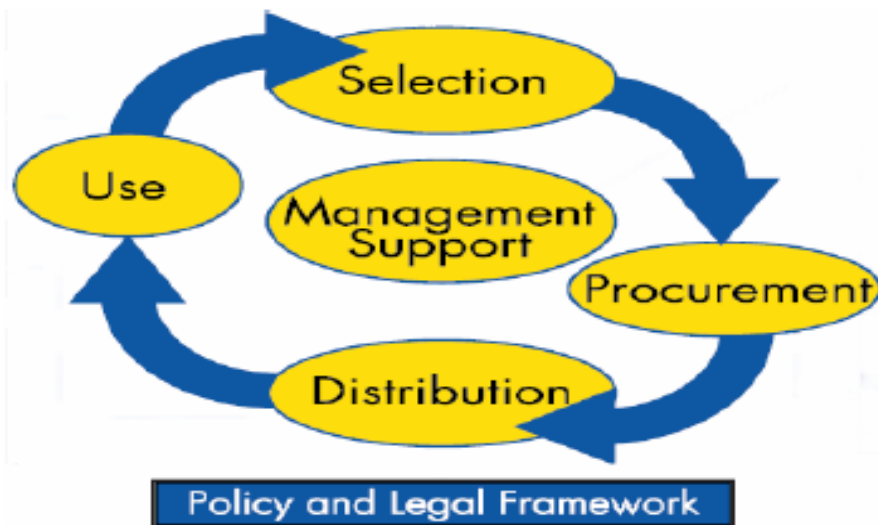 Selection
Use
Management
Support
Procurement
Distribution
Policy and Legal Framework